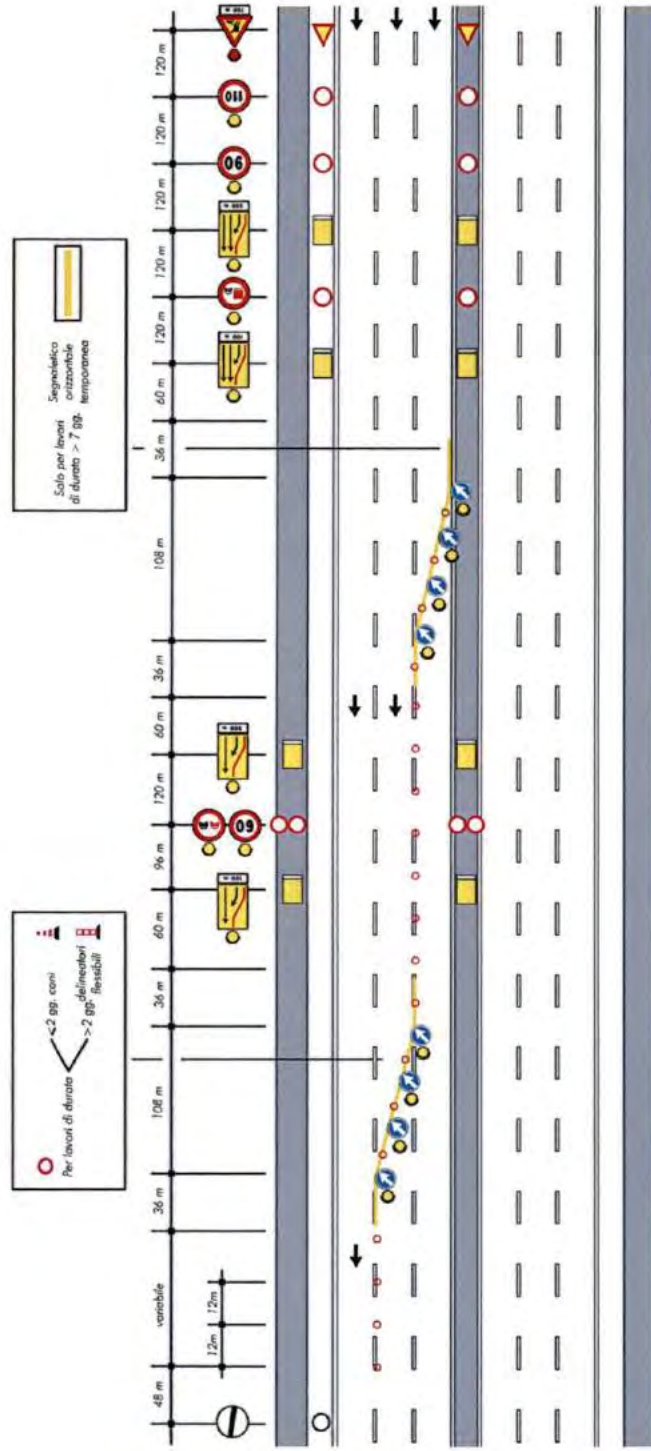 Per lavori di durata
<2 gg. coni
>2 gg. delineatori
flessibili
Solo per lavori
di durata > 7 gg.
Segnaletica
orizzontale
temporanea
48 m
variabile
36 m
108 m
36 m
60 m
96 m
120 m
60 m
36 m
108 m
36 m
60 m
120 m
120 m
120 m
120 m
120 m
12m
12m
60
90
110